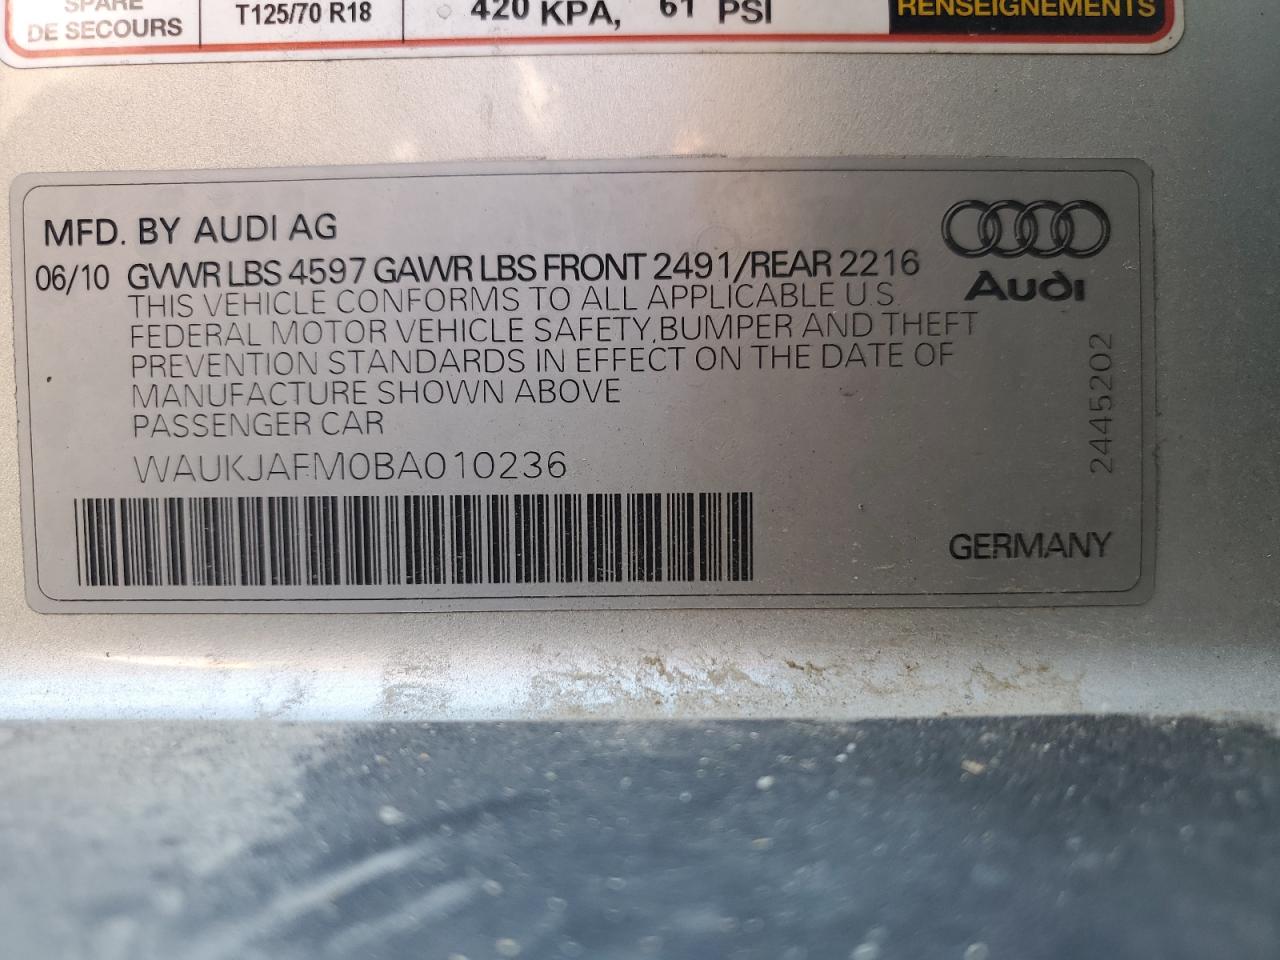 SPARE
DE SECOURS
T125/70 R18
420 KPA, 61 PSI
RENSEIGNEMENTS
MFD. BY AUDI AG
06/10 GVWR LBS 4597 GAWR LBS FRONT 2491/REAR 2216
THIS VEHICLE CONFORMS TO ALL APPLICABLE U.S.
FEDERAL MOTOR VEHICLE SAFETY,BUMPER AND THEFT
PREVENTION STANDARDS IN EFFECT ON THE DATE OF
MANUFACTURE SHOWN ABOVE
PASSENGER CAR
WAUKJAFM0BA010236
Audi
2445202
GERMANY